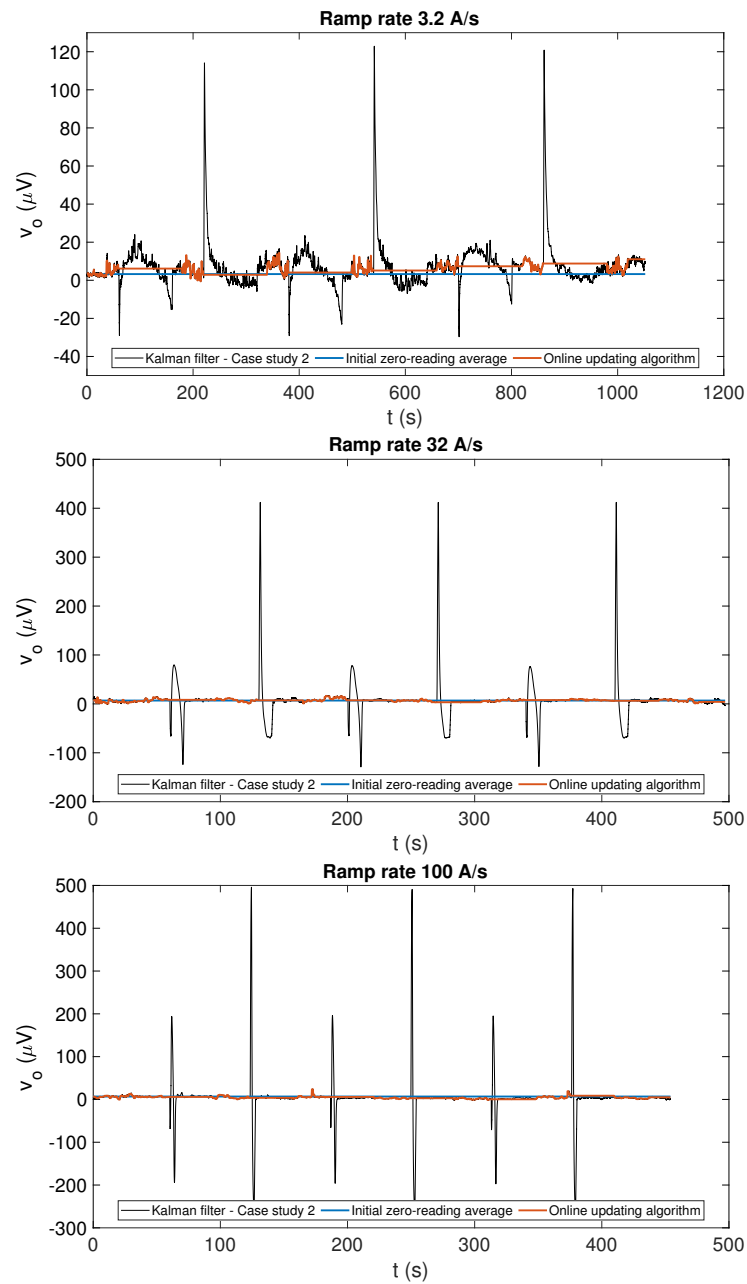 Ramp rate 3.2 A/s
140
120
100
80
60
40
20
0
-20
-40
v_o (μV)
Kalman filter - Case study 2 Initial zero-reading average Online updating algorithm
0 200 400 600 800 1000 1200
t (s)
Ramp rate 32 A/s
500
400
300
200
100
0
-100
-200
v_o (μV)
Kalman filter - Case study 2 Initial zero-reading average Online updating algorithm
0 100 200 300 400 500
t (s)
Ramp rate 100 A/s
500
400
300
200
100
0
-100
-200
-300
v_o (μV)
Kalman filter - Case study 2 Initial zero-reading average Online updating algorithm
0 100 200 300 400 500
t (s)